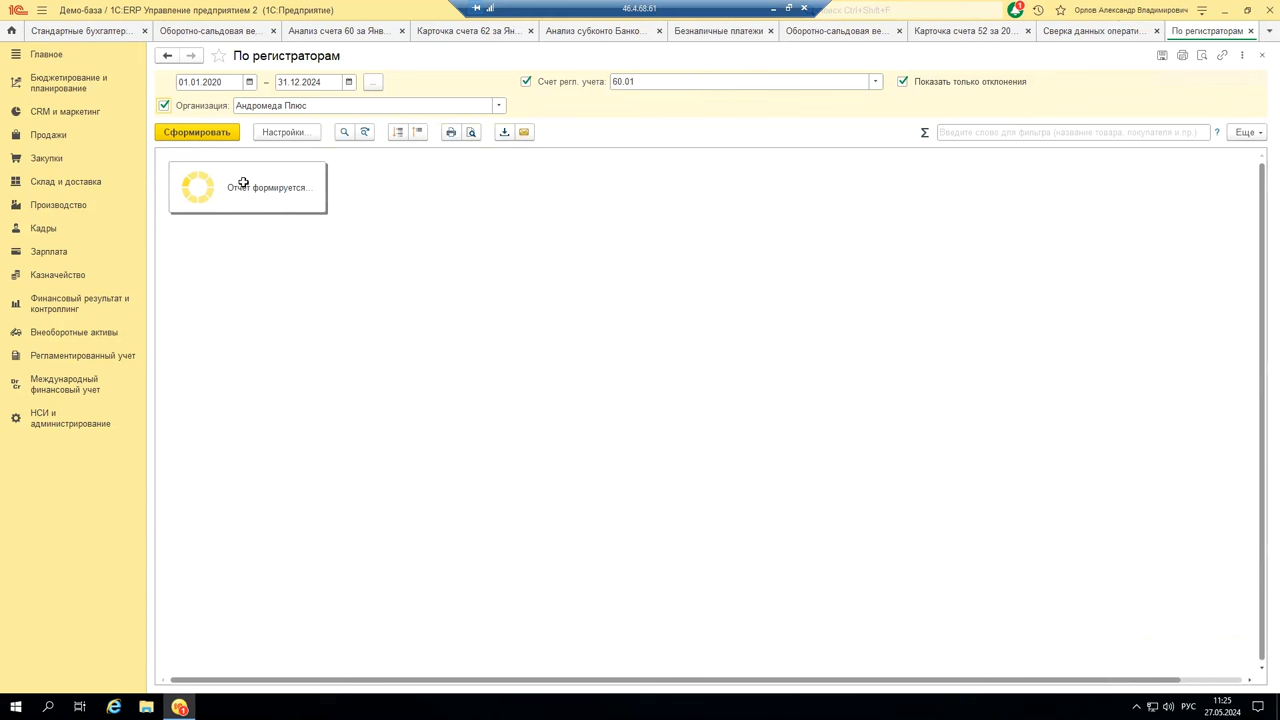 Демо-база / 1С:ERP Управление предприятием 2 (1С:Предприятие)
46.4.68.61
поиск Ctrl+Shift+F
1
Орлов Александр Владимирович
Стандартные бухгалтер...
Оборотно-сальдовая ве...
Анализ счета 60 за Янв...
Карточка счета 62 за Ян...
Анализ субконто Банко...
Безналичные платежи
Оборотно-сальдовая ве...
Карточка счета 52 за 20...
Сверка данных операти...
По регистраторам
Главное
Бюджетирование и
планирование
CRM и маркетинг
Продажи
Закупки
Склад и доставка
Производство
Кадры
Зарплата
Казначейство
Финансовый результат и
контроллинг
Внеоборотные активы
Регламентированный учет
Международный
финансовый учет
НСИ и
администрирование
По регистраторам
01.01.2020 – 31.12.2024 ...
Счет регл. учета: 60.01
Показать только отклонения
Организация: Андромеда Плюс
Сформировать
Настройки...
Σ
Введите слово для фильтра (название товара, покупателя и пр.)
?
Еще
Отчет формируется...
РУС
11:25
27.05.2024